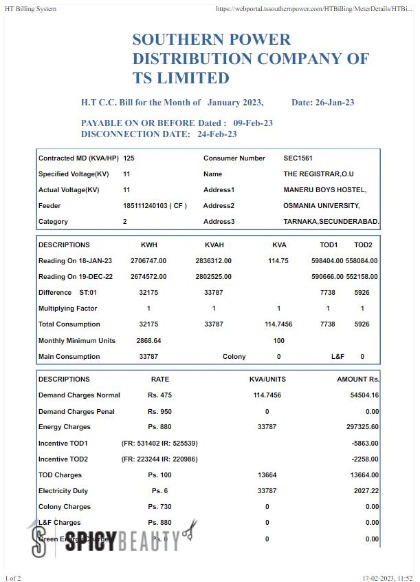 HT Billing System https://webportal.tssouthernpower.com/HTBilling/MeterDetails/HTBi...
SOUTHERN POWER
DISTRIBUTION COMPANY OF
TS LIMITED
H.T C.C. Bill for the Month of January 2023, Date: 26-Jan-23
PAYABLE ON OR BEFORE Dated : 09-Feb-23
DISCONNECTION DATE: 24-Feb-23
Contracted MD (KVA/HP) 125 Consumer Number SEC1561
Specified Voltage(KV) 11 Name THE REGISTRAR,O.U
Actual Voltage(KV) 11 Address1 MANERU BOYS HOSTEL,
Feeder 185111240103 ( CF ) Address2 OSMANIA UNIVERSITY,
Category 2 Address3 TARNAKA,SECUNDERABAD.
DESCRIPTIONS KWH KVAH KVA TOD1 TOD2
Reading On 18-JAN-23 2706747.00 2836312.00 114.75 598404.00 558084.00
Reading On 19-DEC-22 2674572.00 2802525.00 590666.00 552158.00
Difference ST:01 32175 33787 7738 5926
Multiplying Factor 1 1 1 1 1
Total Consumption 32175 33787 114.7456 7738 5926
Monthly Minimum Units 2868.64 100
Main Consumption 33787 Colony 0 L&F 0
DESCRIPTIONS RATE KVA/UNITS AMOUNT Rs.
Demand Charges Normal Rs. 475 114.7456 54504.16
Demand Charges Penal Rs. 950 0 0.00
Energy Charges Ps. 880 33787 297325.60
Incentive TOD1 (FR: 531402 IR: 525539) -5863.00
Incentive TOD2 (FR: 223244 IR: 220986) -2258.00
TOD Charges Ps. 100 13664 13664.00
Electricity Duty Ps. 6 33787 2027.22
Colony Charges Ps. 730 0 0.00
L&F Charges Ps. 880 0 0.00
Green Energy 0 0.00
SPICYBEAUTY
1 of 2 17-02-2023, 11:52